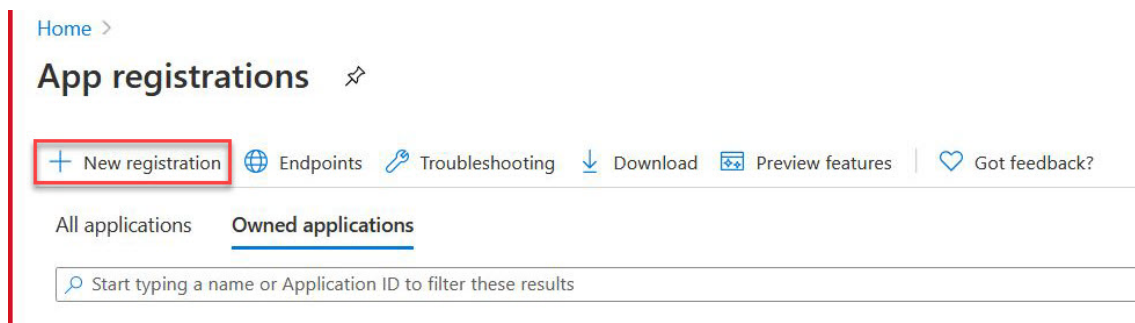 Home >
App registrations
New registration Endpoints Troubleshooting Download Preview features Got feedback?
All applications Owned applications
Start typing a name or Application ID to filter these results